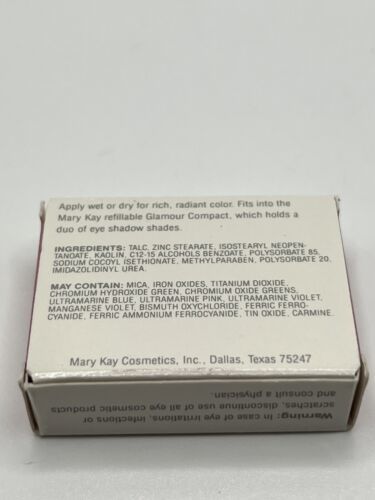 Apply wet or dry for rich, radiant color. Fits into the
Mary Kay refillable Glamour Compact, which holds a
duo of eye shadow shades.
INGREDIENTS: TALC, ZINC STEARATE, ISOSTEARYL NEOPEN-
TANOATE, KAOLIN, C12-15 ALCOHOLS BENZOATE, POLYSORBATE 85,
SODIUM COCOYL ISETHIONATE, METHYLPARABEN, POLYSORBATE 20,
IMIDAZOLIDINYL UREA.
MAY CONTAIN: MICA, IRON OXIDES, TITANIUM DIOXIDE,
CHROMIUM HYDROXIDE GREEN, CHROMIUM OXIDE GREENS,
ULTRAMARINE BLUE, ULTRAMARINE PINK, ULTRAMARINE VIOLET,
MANGANESE VIOLET, BISMUTH OXYCHLORIDE, FERRIC FERRO-
CYANIDE, FERRIC AMMONIUM FERROCYANIDE, TIN OXIDE, CARMINE.
Mary Kay Cosmetics, Inc., Dallas, Texas 75247
Warning: In case of eye irritations, infections or
scratches, discontinue use of all eye cosmetic products
and consult a physician.